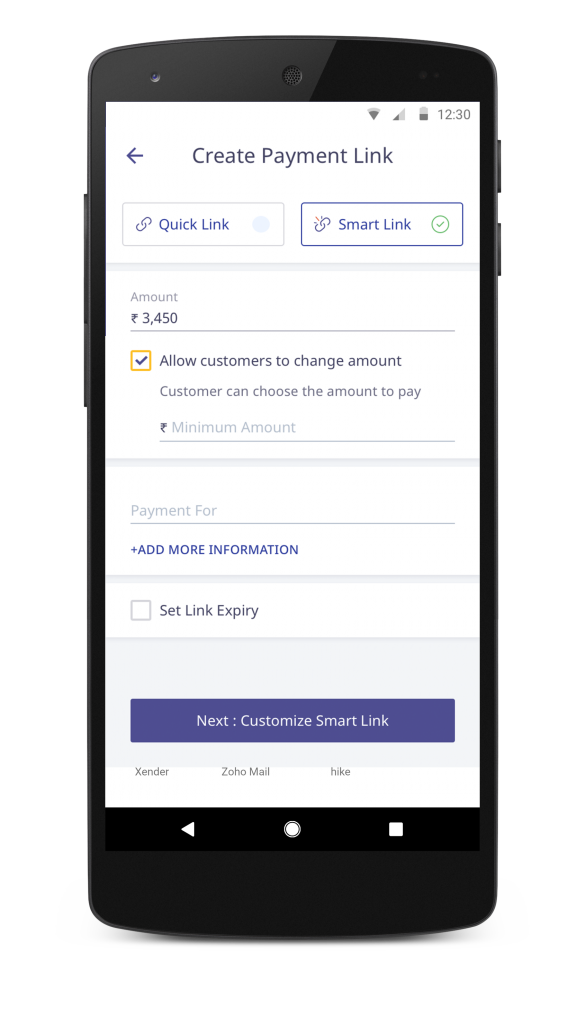 12:30
Create Payment Link
Quick Link
Smart Link
Amount
₹ 3,450
Allow customers to change amount
Customer can choose the amount to pay
₹ Minimum Amount
Payment For
+ADD MORE INFORMATION
Set Link Expiry
Next : Customize Smart Link
Xender Zoho Mail hike